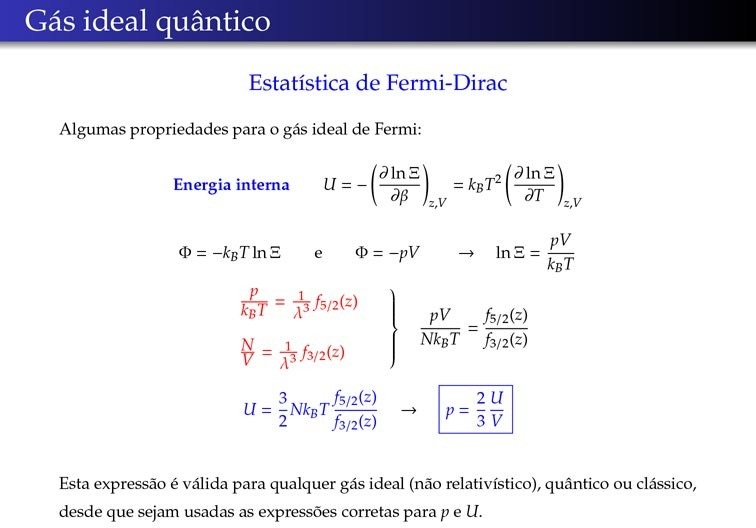 Gás ideal quântico
Estatística de Fermi-Dirac
Algumas propriedades para o gás ideal de Fermi:
Energia interna U = −(∂ ln Ξ/∂β)_{z,V} = k_B T² (∂ ln Ξ/∂T)_{z,V}
Φ = −k_B T ln Ξ e Φ = −pV → ln Ξ = pV/k_B T
p/k_B T = 1/λ³ f_{5/2}(z)
N/V = 1/λ³ f_{3/2}(z) } pV/Nk_B T = f_{5/2}(z)/f_{3/2}(z)
U = 3/2 Nk_B T f_{5/2}(z)/f_{3/2}(z) → p = 2/3 U/V
Esta expressão é válida para qualquer gás ideal (não relativístico), quântico ou clássico,
desde que sejam usadas as expressões corretas para p e U.